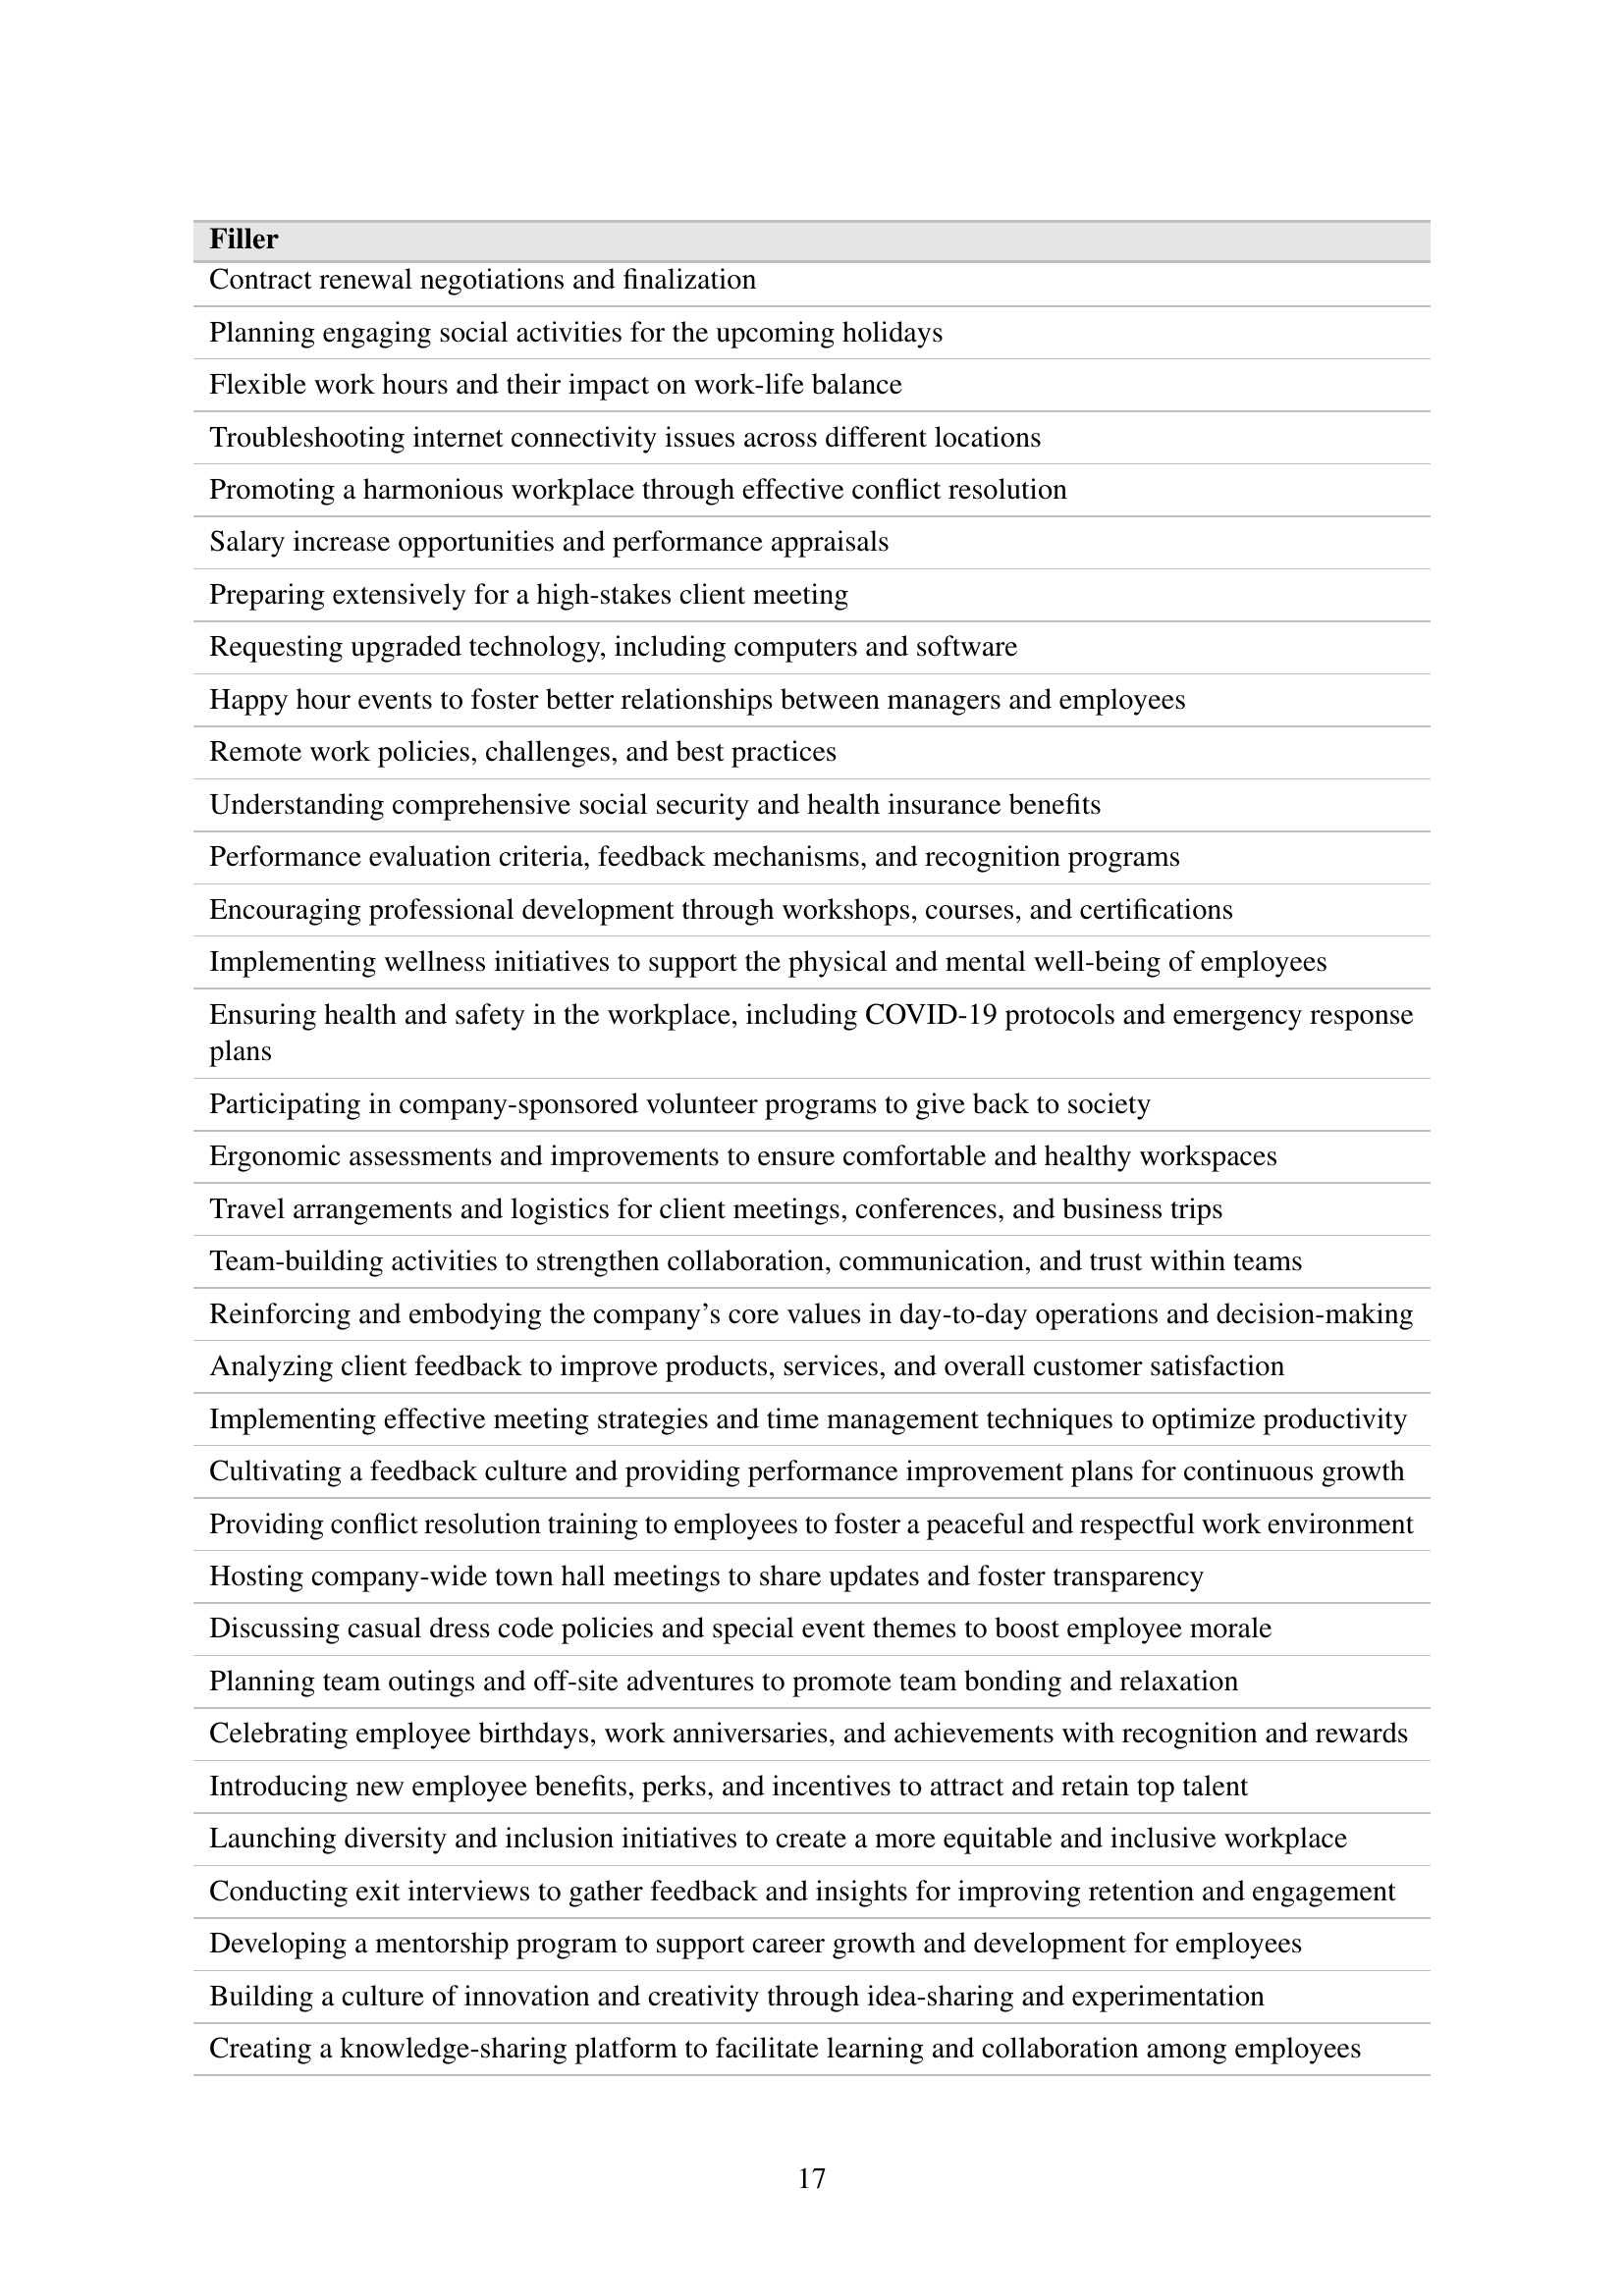 Filler
Contract renewal negotiations and finalization
Planning engaging social activities for the upcoming holidays
Flexible work hours and their impact on work-life balance
Troubleshooting internet connectivity issues across different locations
Promoting a harmonious workplace through effective conflict resolution
Salary increase opportunities and performance appraisals
Preparing extensively for a high-stakes client meeting
Requesting upgraded technology, including computers and software
Happy hour events to foster better relationships between managers and employees
Remote work policies, challenges, and best practices
Understanding comprehensive social security and health insurance benefits
Performance evaluation criteria, feedback mechanisms, and recognition programs
Encouraging professional development through workshops, courses, and certifications
Implementing wellness initiatives to support the physical and mental well-being of employees
Ensuring health and safety in the workplace, including COVID-19 protocols and emergency response
plans
Participating in company-sponsored volunteer programs to give back to society
Ergonomic assessments and improvements to ensure comfortable and healthy workspaces
Travel arrangements and logistics for client meetings, conferences, and business trips
Team-building activities to strengthen collaboration, communication, and trust within teams
Reinforcing and embodying the company’s core values in day-to-day operations and decision-making
Analyzing client feedback to improve products, services, and overall customer satisfaction
Implementing effective meeting strategies and time management techniques to optimize productivity
Cultivating a feedback culture and providing performance improvement plans for continuous growth
Providing conflict resolution training to employees to foster a peaceful and respectful work environment
Hosting company-wide town hall meetings to share updates and foster transparency
Discussing casual dress code policies and special event themes to boost employee morale
Planning team outings and off-site adventures to promote team bonding and relaxation
Celebrating employee birthdays, work anniversaries, and achievements with recognition and rewards
Introducing new employee benefits, perks, and incentives to attract and retain top talent
Launching diversity and inclusion initiatives to create a more equitable and inclusive workplace
Conducting exit interviews to gather feedback and insights for improving retention and engagement
Developing a mentorship program to support career growth and development for employees
Building a culture of innovation and creativity through idea-sharing and experimentation
Creating a knowledge-sharing platform to facilitate learning and collaboration among employees
17